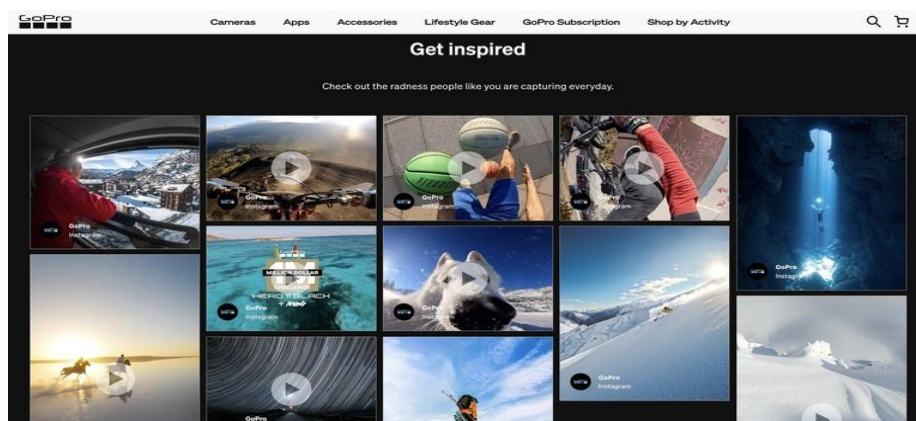 GoPro
Cameras Apps Accessories Lifestyle Gear GoPro Subscription Shop by Activity
Get inspired
Check out the radness people like you are capturing everyday.
GoPro
Instagram
GoPro
Instagram
GoPro
Instagram
GoPro
Instagram
GoPro
Instagram
MILLION DOLLAR
CHALLENGE
HERO11 BLACK
GoPro
Instagram
GoPro
Instagram
GoPro
Instagram
GoPro